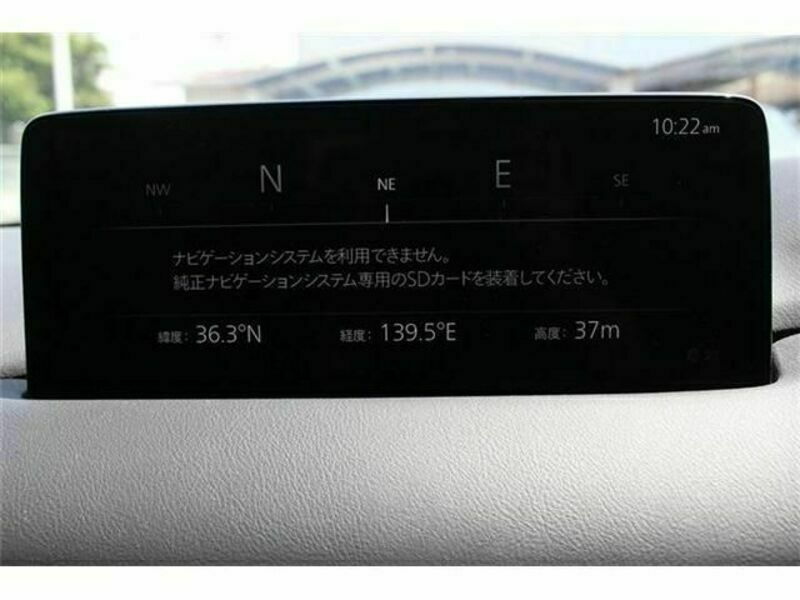 10:22 am
NW N NE E SE
ナビゲーションシステムを利用できません。
純正ナビゲーションシステム専用のSDカードを装着してください。
緯度: 36.3°N 経度: 139.5°E 高度: 37m